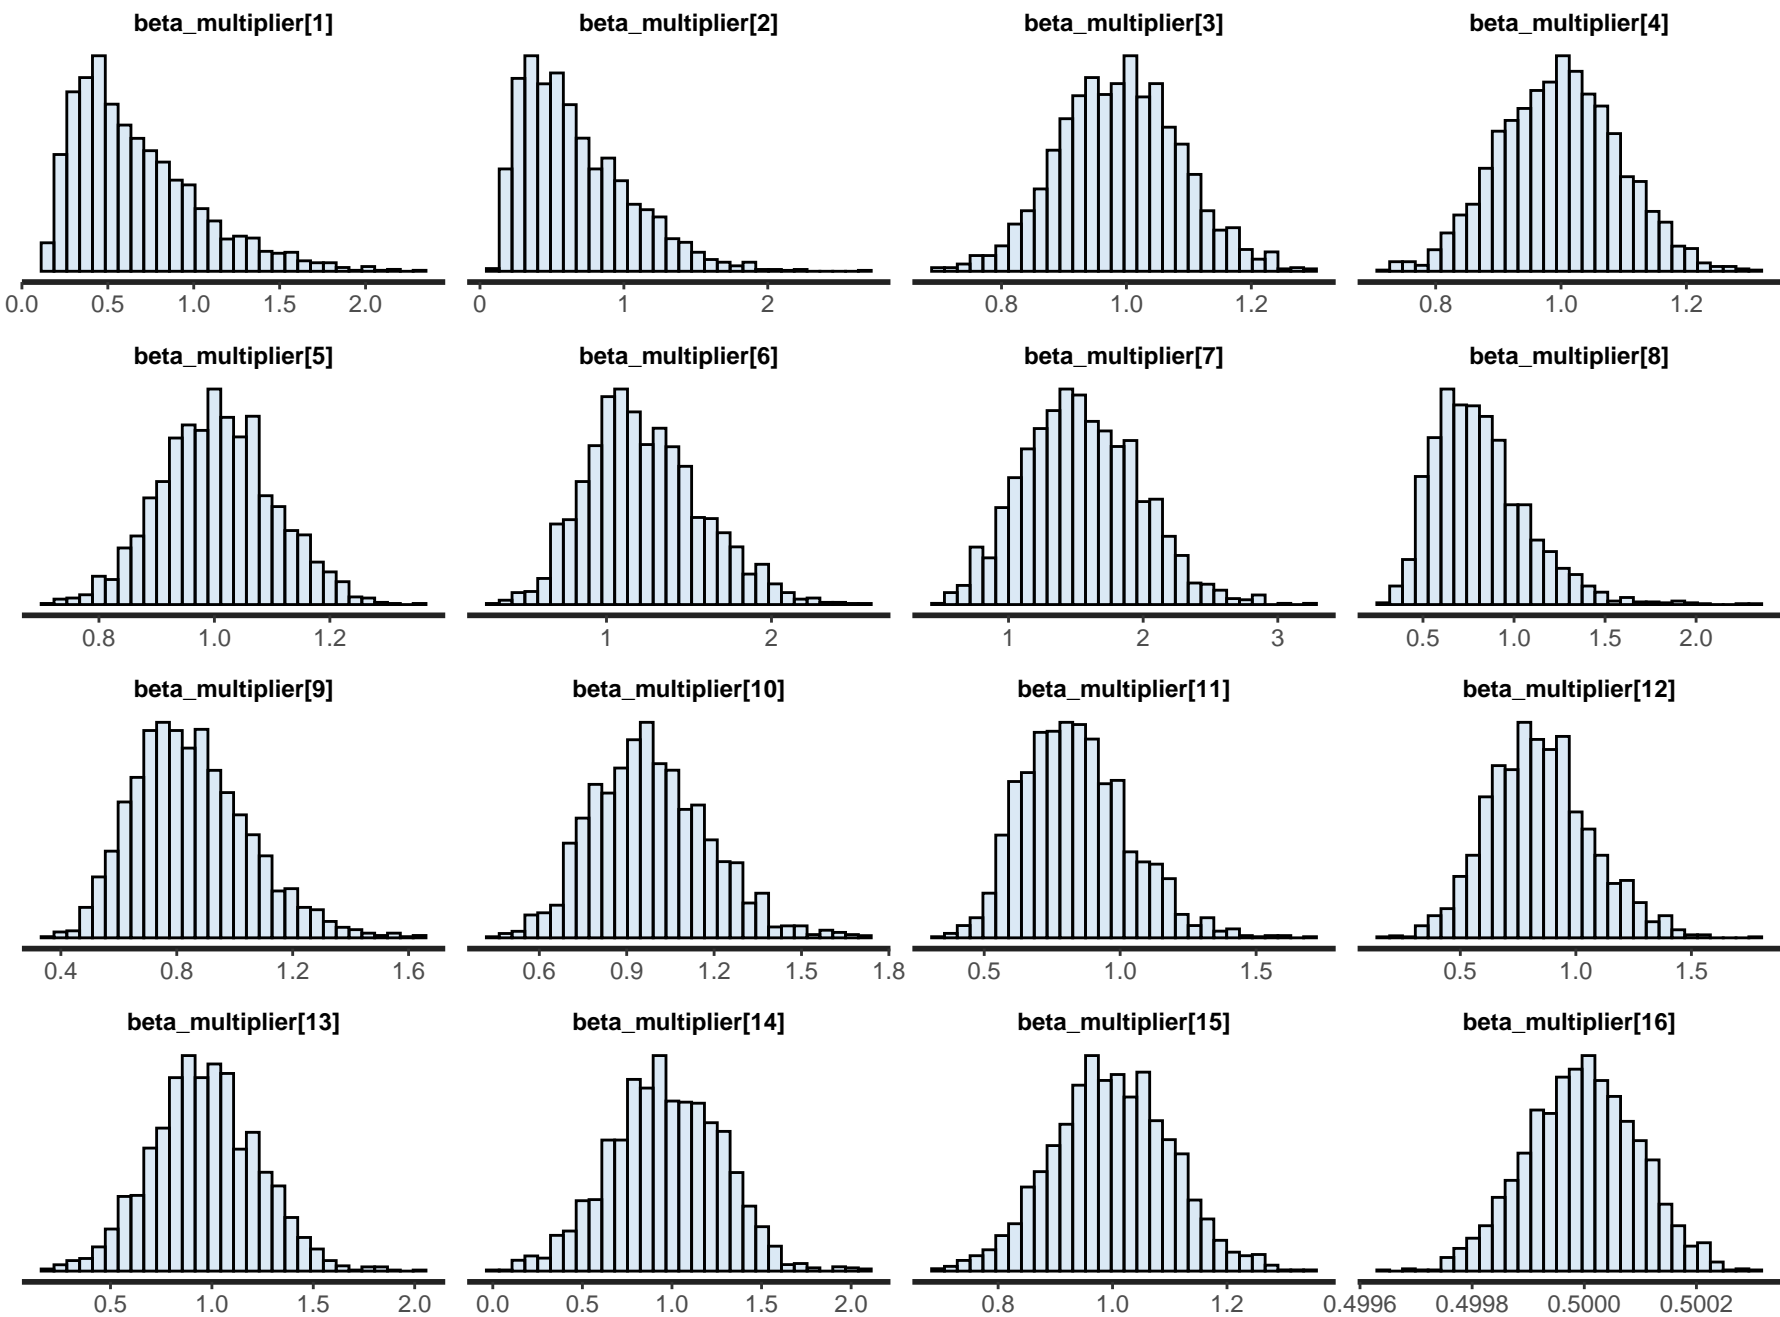 beta_multiplier[1] beta_multiplier[2] beta_multiplier[3] beta_multiplier[4]
0.0 0.5 1.0 1.5 2.0 0 1 2 0.8 1.0 1.2 0.8 1.0 1.2
beta_multiplier[5] beta_multiplier[6] beta_multiplier[7] beta_multiplier[8]
0.8 1.0 1.2 1 2 1 2 3 0.5 1.0 1.5 2.0
beta_multiplier[9] beta_multiplier[10] beta_multiplier[11] beta_multiplier[12]
0.4 0.8 1.2 1.6 0.6 0.9 1.2 1.5 1.8 0.5 1.0 1.5 0.5 1.0 1.5
beta_multiplier[13] beta_multiplier[14] beta_multiplier[15] beta_multiplier[16]
0.5 1.0 1.5 2.0 0.0 0.5 1.0 1.5 2.0 0.8 1.0 1.2 0.4996 0.4998 0.5000 0.5002